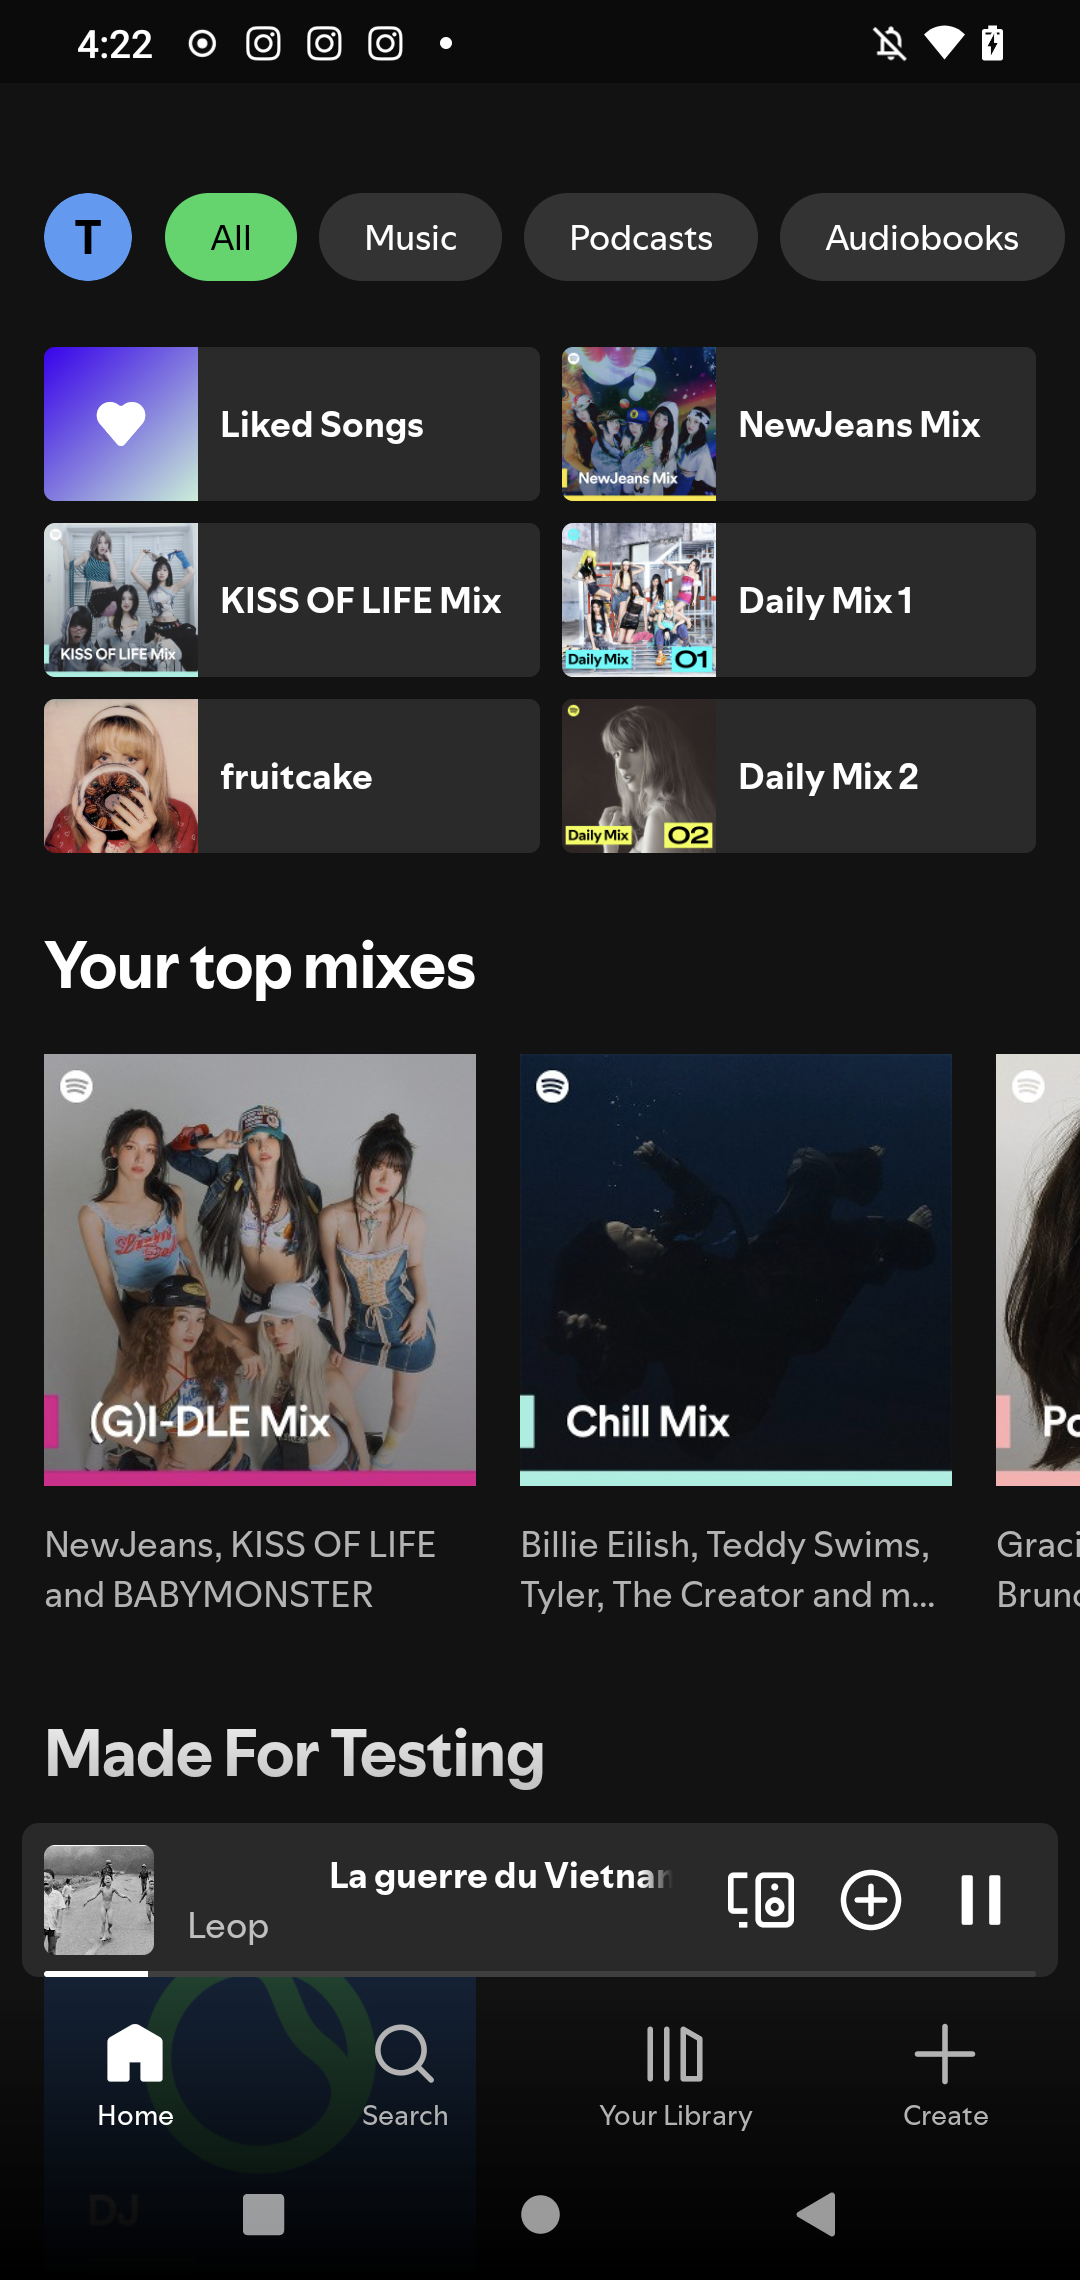 4:22
T
All
Music
Podcasts
Audiobooks
Liked Songs
NewJeans Mix
NewJeans Mix
KISS OF LIFE Mix
KISS OF LIFE Mix
Daily Mix 01
Daily Mix 1
fruitcake
Daily Mix 02
Daily Mix 2
Your top mixes
(G)I-DLE Mix
Chill Mix
Po
NewJeans, KISS OF LIFE
and BABYMONSTER
Billie Eilish, Teddy Swims,
Tyler, The Creator and m...
Graci
Brunc
Made For Testing
La guerre du Vietnam
Leop
Home
Search
Your Library
Create
DJ